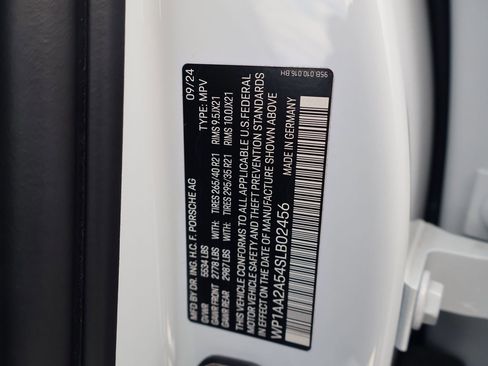 95B.010.016.BH
MFD BY DR. ING. H.C. F. PORSCHE AG 09/24
GVWR 5534 LBS TYPE: MPV
GAWR FRONT 2778 LBS WITH: TIRES 265/40 R21 RIMS 9.5JX21
GAWR REAR 2987 LBS WITH: TIRES 295/35 R21 RIMS 10.0JX21
THIS VEHICLE CONFORMS TO ALL APPLICABLE U.S. FEDERAL
MOTOR VEHICLE SAFETY AND THEFT PREVENTION STANDARDS
IN EFFECT ON THE DATE OF MANUFACTURE SHOWN ABOVE
WP1AA2A54SLB02456 MADE IN GERMANY